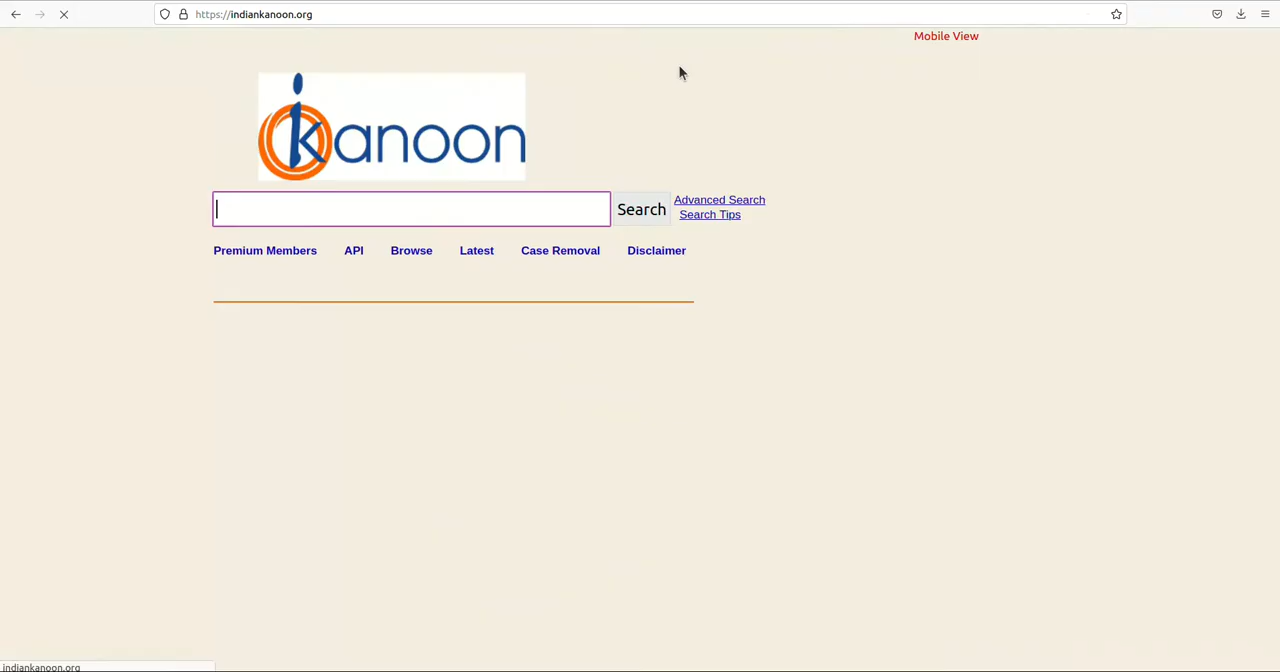 https://indiankanoon.org
Mobile View
ikanoon
Search
Advanced Search
Search Tips
Premium Members API Browse Latest Case Removal Disclaimer
indiankanoon.org